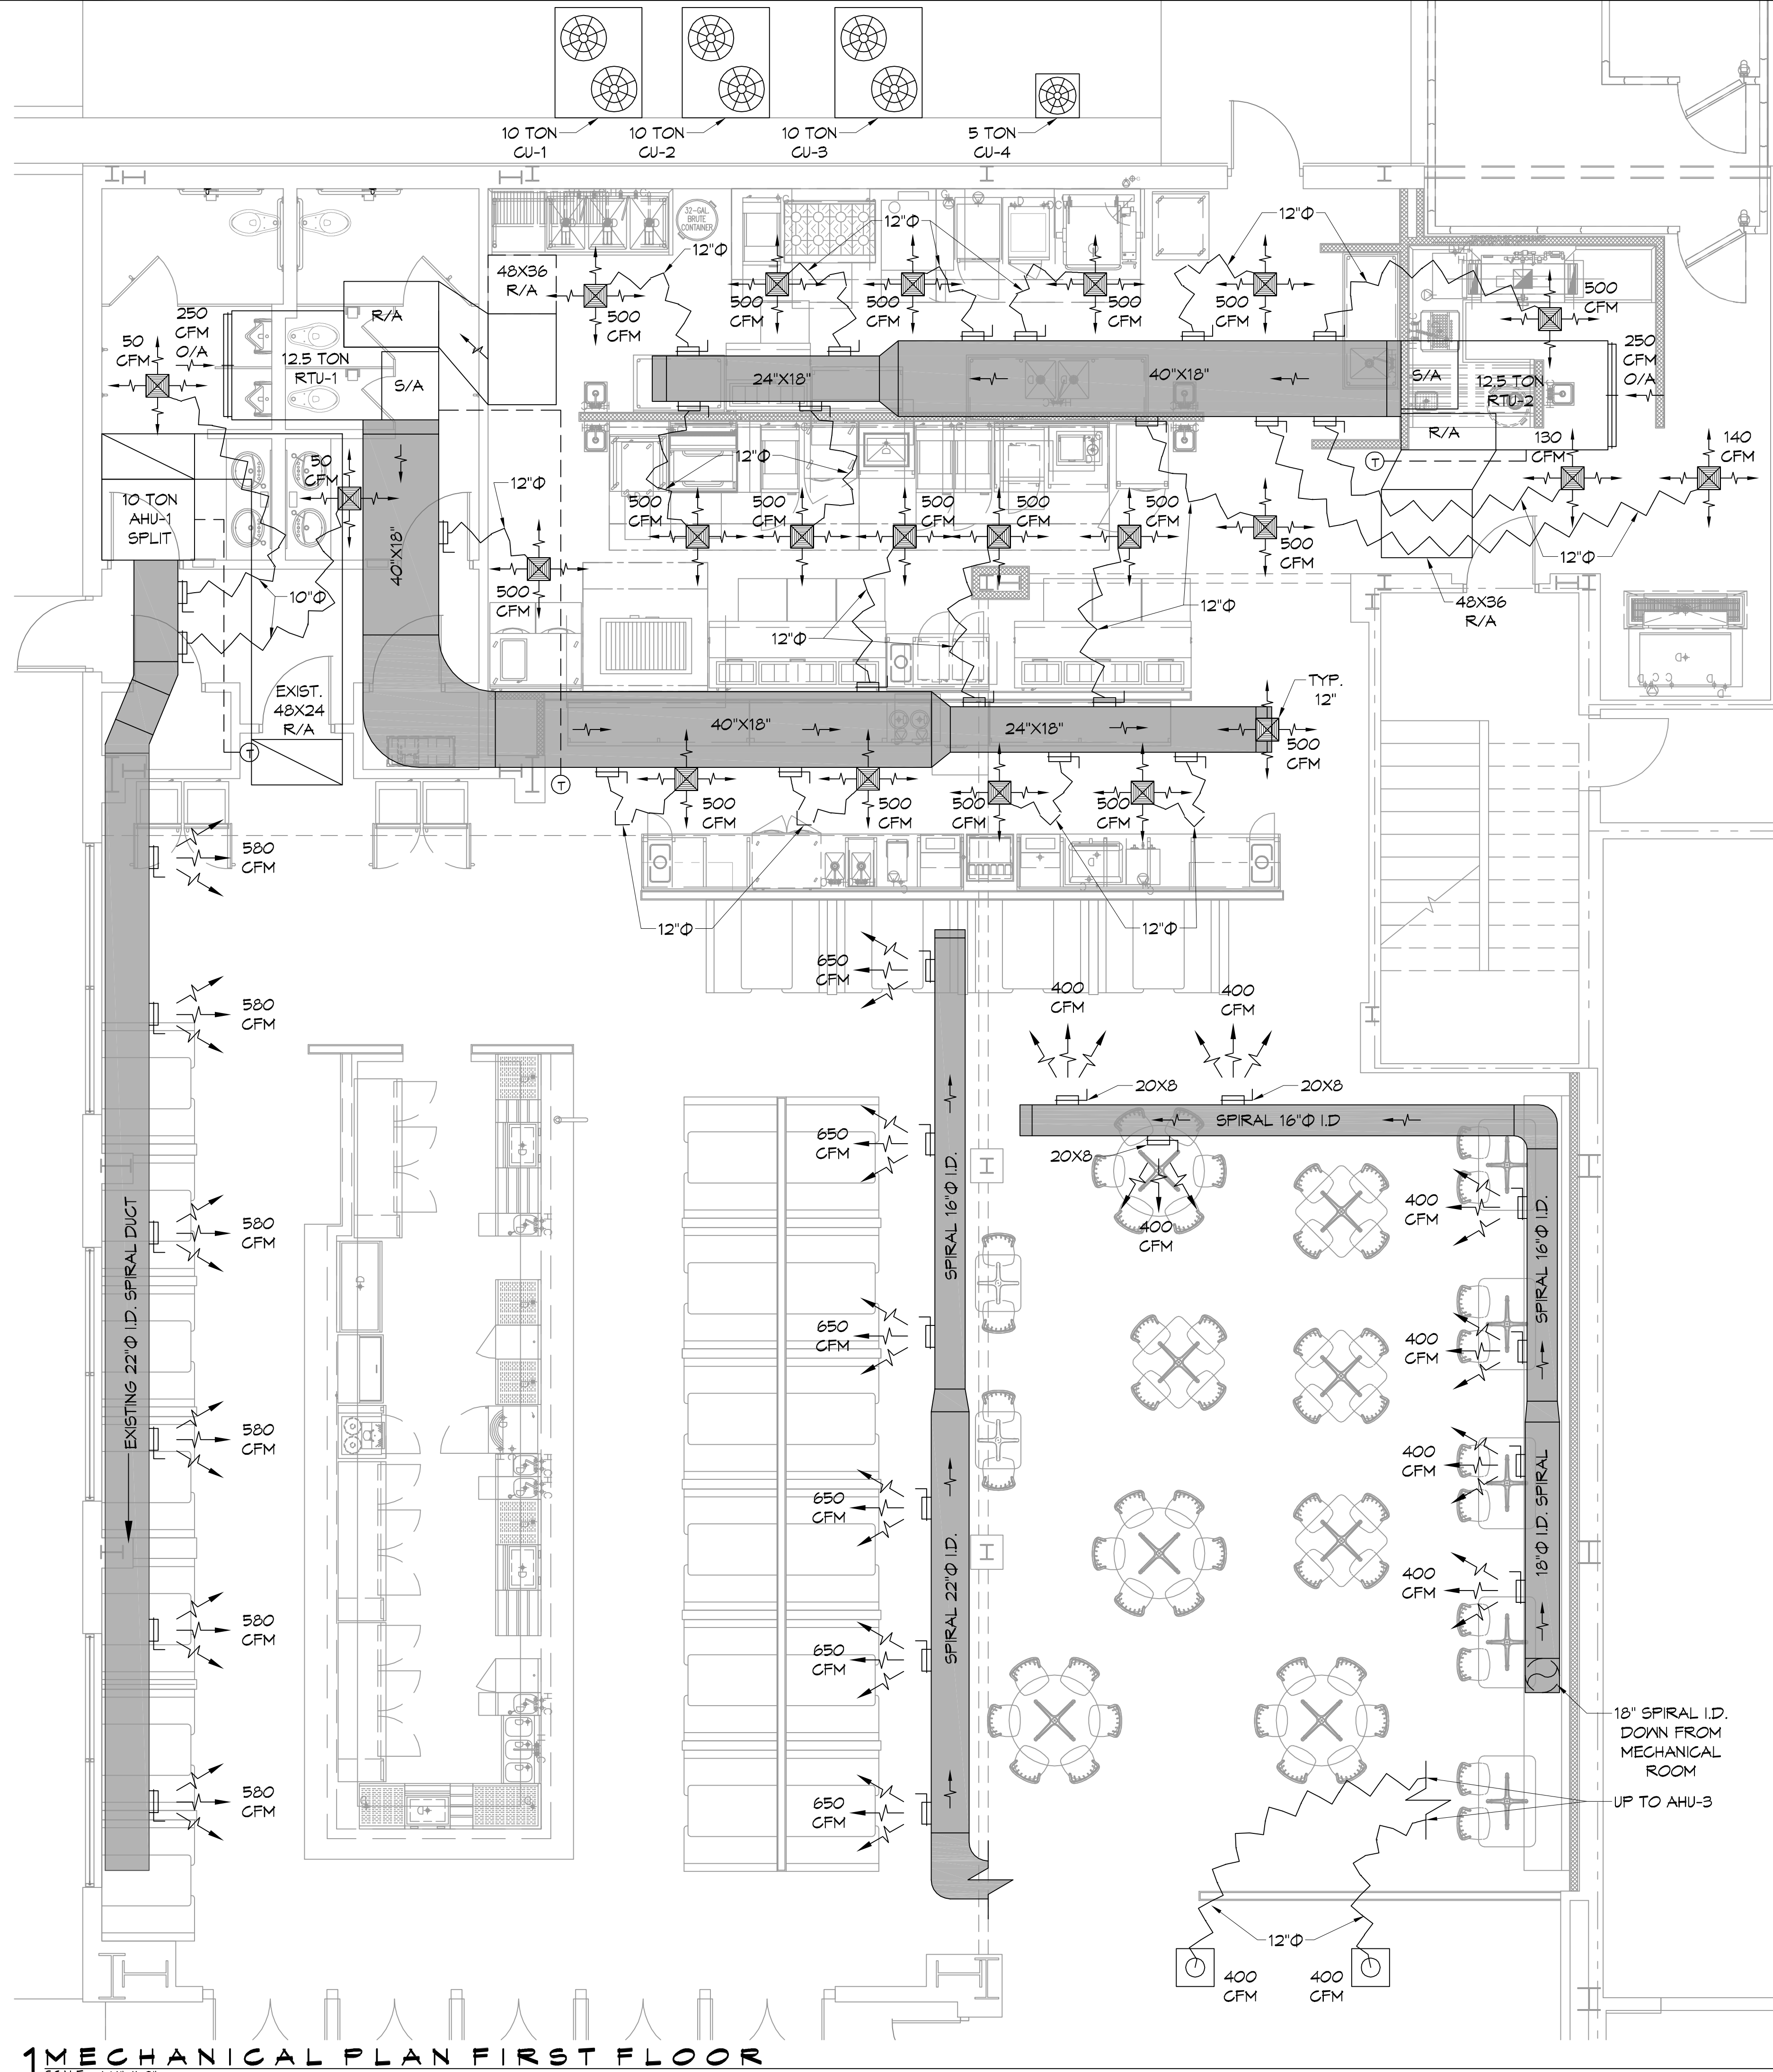 10 TON
CU-1
10 TON
CU-2
10 TON
CU-3
5 TON
CU-4
32-GAL.
BRUTE
CONTAINER
12"Φ
12"Φ
12"Φ
48X36
R/A
R/A
50
CFM
250
CFM
O/A
12.5 TON
RTU-1
S/A
500
CFM
500
CFM
500
CFM
500
CFM
500
CFM
500
CFM
24"X18"
40"X18"
S/A
12.5 TON
RTU-2
R/A
250
CFM
O/A
130
CFM
140
CFM
T
50
CFM
10 TON
AHU-1
SPLIT
40"X18"
12"Φ
12"Φ
500
CFM
500
CFM
500
CFM
500
CFM
500
CFM
500
CFM
500
CFM
12"Φ
10"Φ
12"Φ
12"Φ
48X36
R/A
EXIST.
48X24
R/A
T
T
40"X18"
24"X18"
TYP.
12"
500
CFM
500
CFM
500
CFM
500
CFM
500
CFM
12"Φ
12"Φ
580
CFM
580
CFM
580
CFM
580
CFM
580
CFM
580
CFM
EXISTING 22"Φ I.D. SPIRAL DUCT
650
CFM
650
CFM
650
CFM
650
CFM
650
CFM
650
CFM
SPIRAL 16"Φ I.D.
SPIRAL 22"Φ I.D.
400
CFM
400
CFM
20X8
20X8
SPIRAL 16"Φ I.D
20X8
400
CFM
400
CFM
400
CFM
400
CFM
400
CFM
SPIRAL 16"Φ I.D.
18"Φ I.D. SPIRAL
18" SPIRAL I.D.
DOWN FROM
MECHANICAL
ROOM
UP TO AHU-3
12"Φ
400
CFM
400
CFM
1 MECHANICAL PLAN FIRST FLOOR